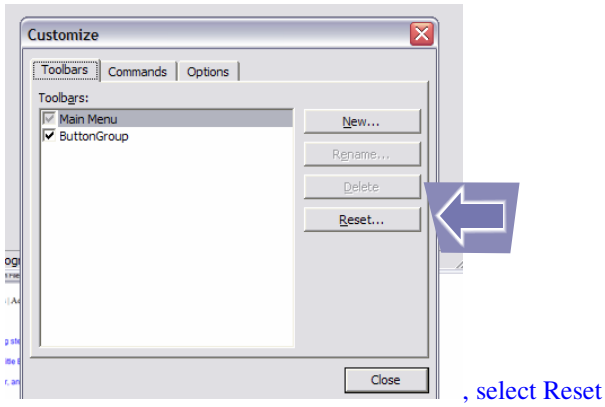 Customize
Toolbars Commands Options
Toolbars:
Main Menu
ButtonGroup
New...
Rename...
Delete
Reset...
Close
, select Reset